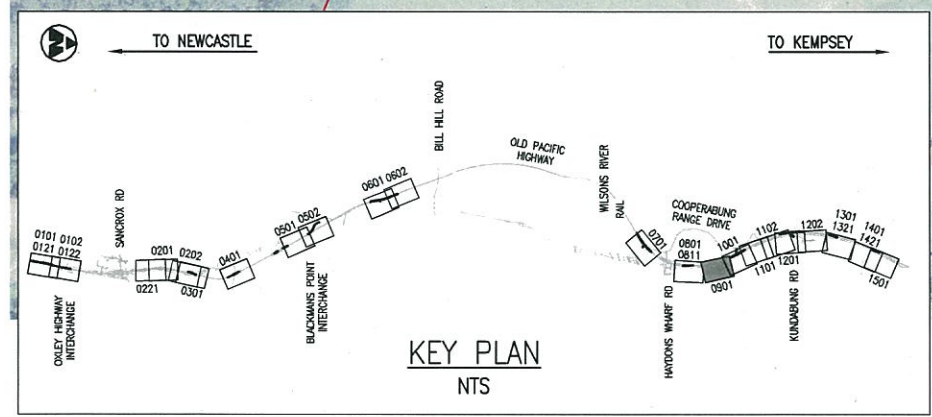 TO NEWCASTLE
TO KEMPSEY
BILL HILL ROAD
OLD PACIFIC
HIGHWAY
WILSONS RIVER
RAIL
COOPERABUNG
RANGE DRIVE
SANCROX RD
0101 0102
0121 0122
0201
0202
0221
0301
0401
0501
0502
0601 0602
0701
0801
0811
0901
1001
1101
1102
1201
1202
1301
1321
1401
1421
1501
OXLEY HIGHWAY
INTERCHANGE
BLACKMANS POINT
INTERCHANGE
HAYDONS WHARF RD
KUNDABUNG RD
KEY PLAN
NTS